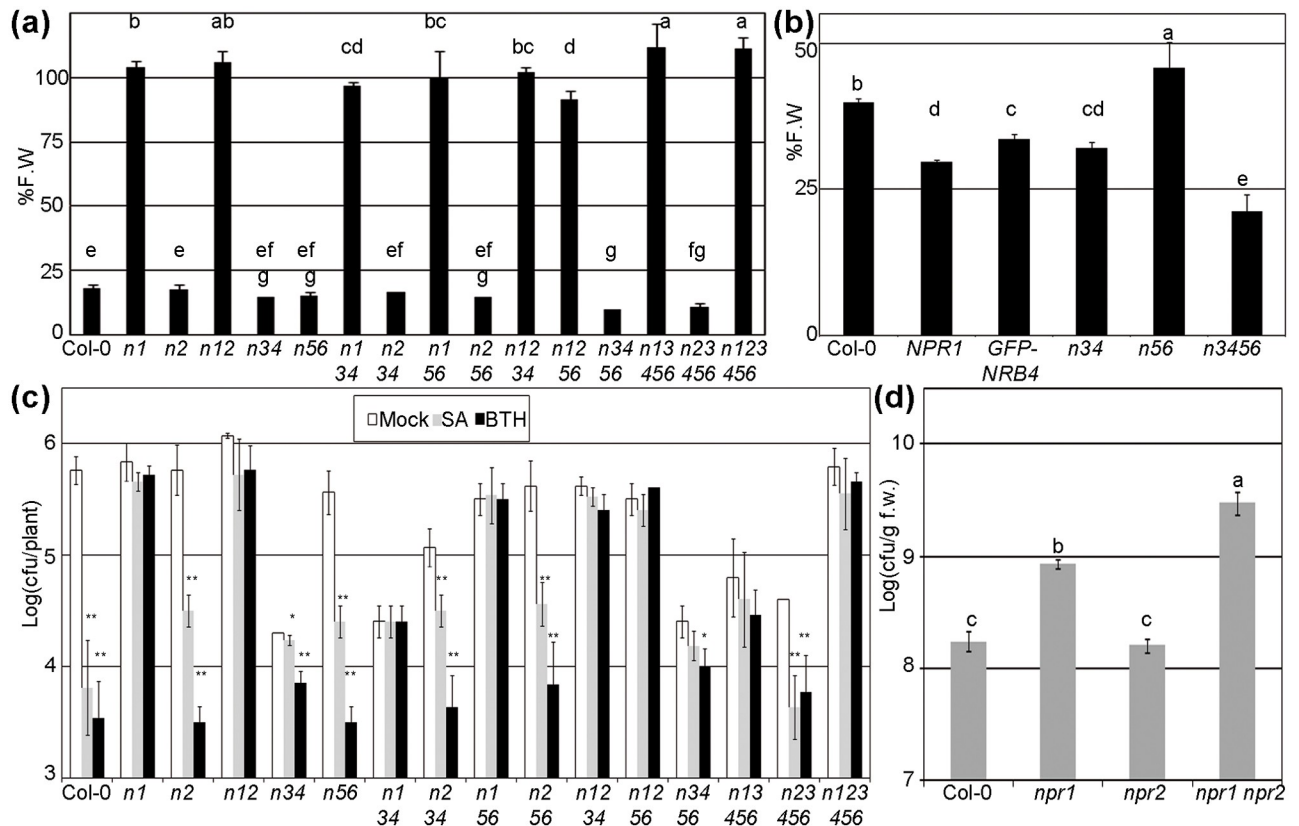 (a)
%F.W
100
75
50
25
0
b ab cd bc bc d a a
e e ef ef ef ef g fg
g g g
Col-0 n1 n2 n12 n34 n56 n1 n2 n1 n2 n12 n12 n34 n13 n23 n123
34 34 56 56 34 56 56 456 456 456
(b)
%F.W
50
25
0
b d c cd a e
Col-0 NPR1 GFP- n34 n56 n3456
NRB4
(c)
Mock SA BTH
Log(cfu/plant)
6
5
4
3
** ** ** ** * ** ** ** ** ** ** ** * ** **
Col-0 n1 n2 n12 n34 n56 n1 n2 n1 n2 n12 n12 n34 n13 n23 n123
34 34 56 56 34 56 56 456 456 456
(d)
Log(cfu/g f.w.)
10
9
8
7
c b c a
Col-0 npr1 npr2 npr1 npr2